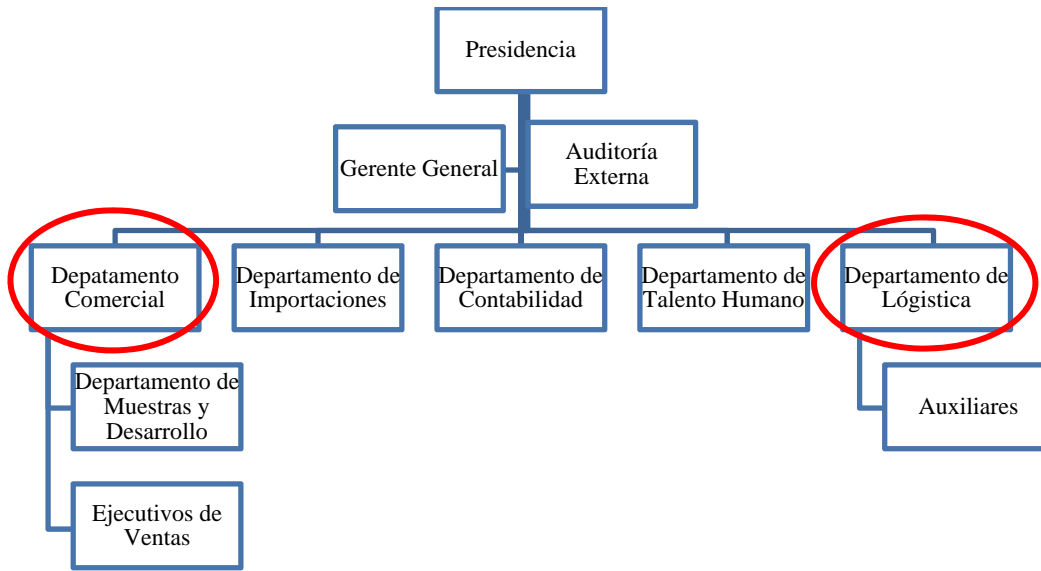 Presidencia
Gerente General
Auditoría
Externa
Depatamento
Comercial
Departamento de
Importaciones
Departamento de
Contabilidad
Departamento de
Talento Humano
Departamento de
Lógistica
Departamento de
Muestras y
Desarrollo
Auxiliares
Ejecutivos de
Ventas